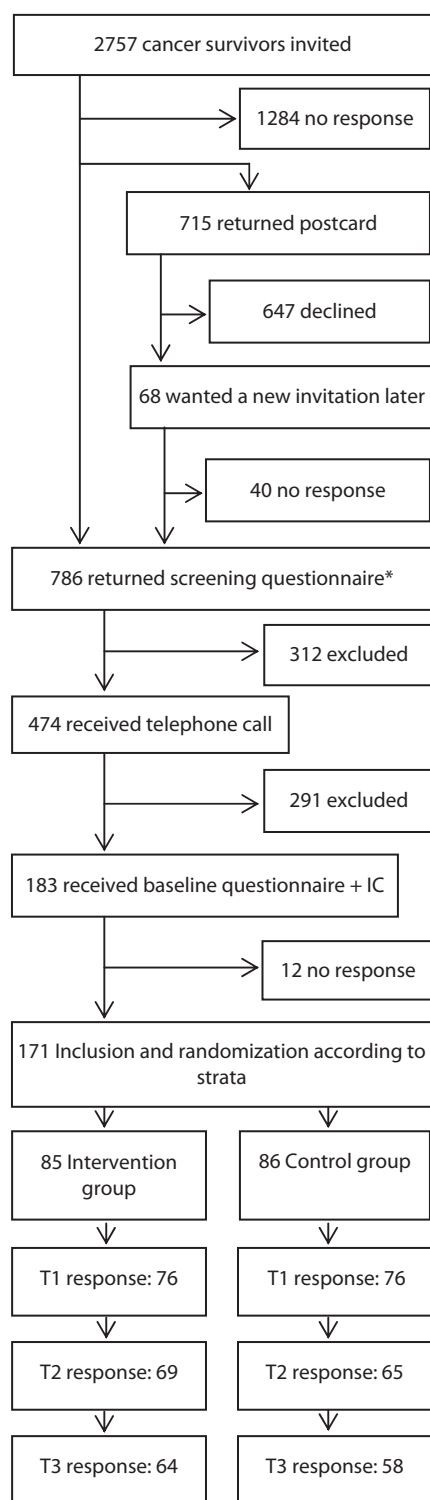 2757 cancer survivors invited
1284 no response
715 returned postcard
647 declined
68 wanted a new invitation later
40 no response
786 returned screening questionnaire*
312 excluded
474 received telephone call
291 excluded
183 received baseline questionnaire + IC
12 no response
171 Inclusion and randomization according to
strata
85 Intervention
group
86 Control group
T1 response: 76
T1 response: 76
T2 response: 69
T2 response: 65
T3 response: 64
T3 response: 58